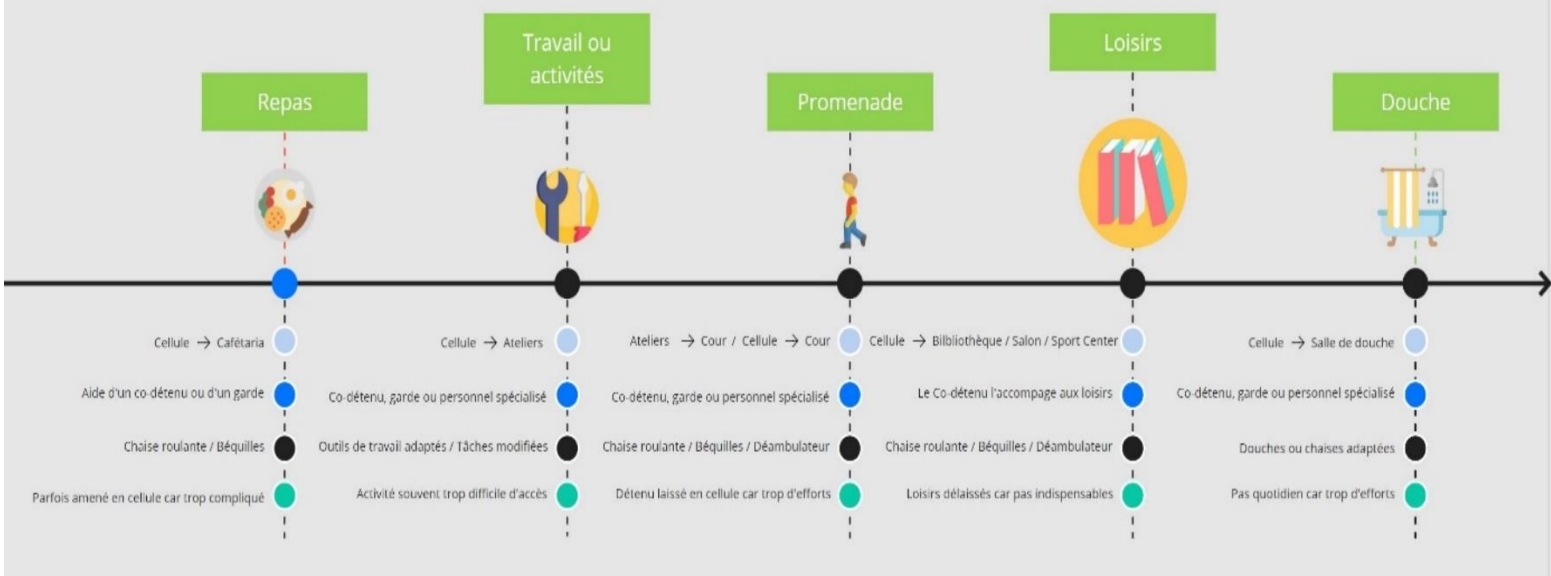 Repas
Cellule → Cafétaria
Aide d'un co-détenu ou d'un garde
Chaise roulante / Béquilles
Parfois amené en cellule car trop compliqué
Travail ou
activités
Cellule → Ateliers
Co-détenu, garde ou personnel spécialisé
Outils de travail adaptés / Tâches modifiées
Activité souvent trop difficile d'accès
Promenade
Ateliers → Cour / Cellule → Cour
Co-détenu, garde ou personnel spécialisé
Chaise roulante / Béquilles / Déambulateur
Détenu laissé en cellule car trop d'efforts
Loisirs
Cellule → Bilbliothèque / Salon / Sport Center
Le Co-détenu l'accompage aux loisirs
Chaise roulante / Béquilles / Déambulateur
Loisirs délaissés car pas indispensables
Douche
Cellule → Salle de douche
Co-détenu, garde ou personnel spécialisé
Douches ou chaises adaptées
Pas quotidien car trop d'efforts